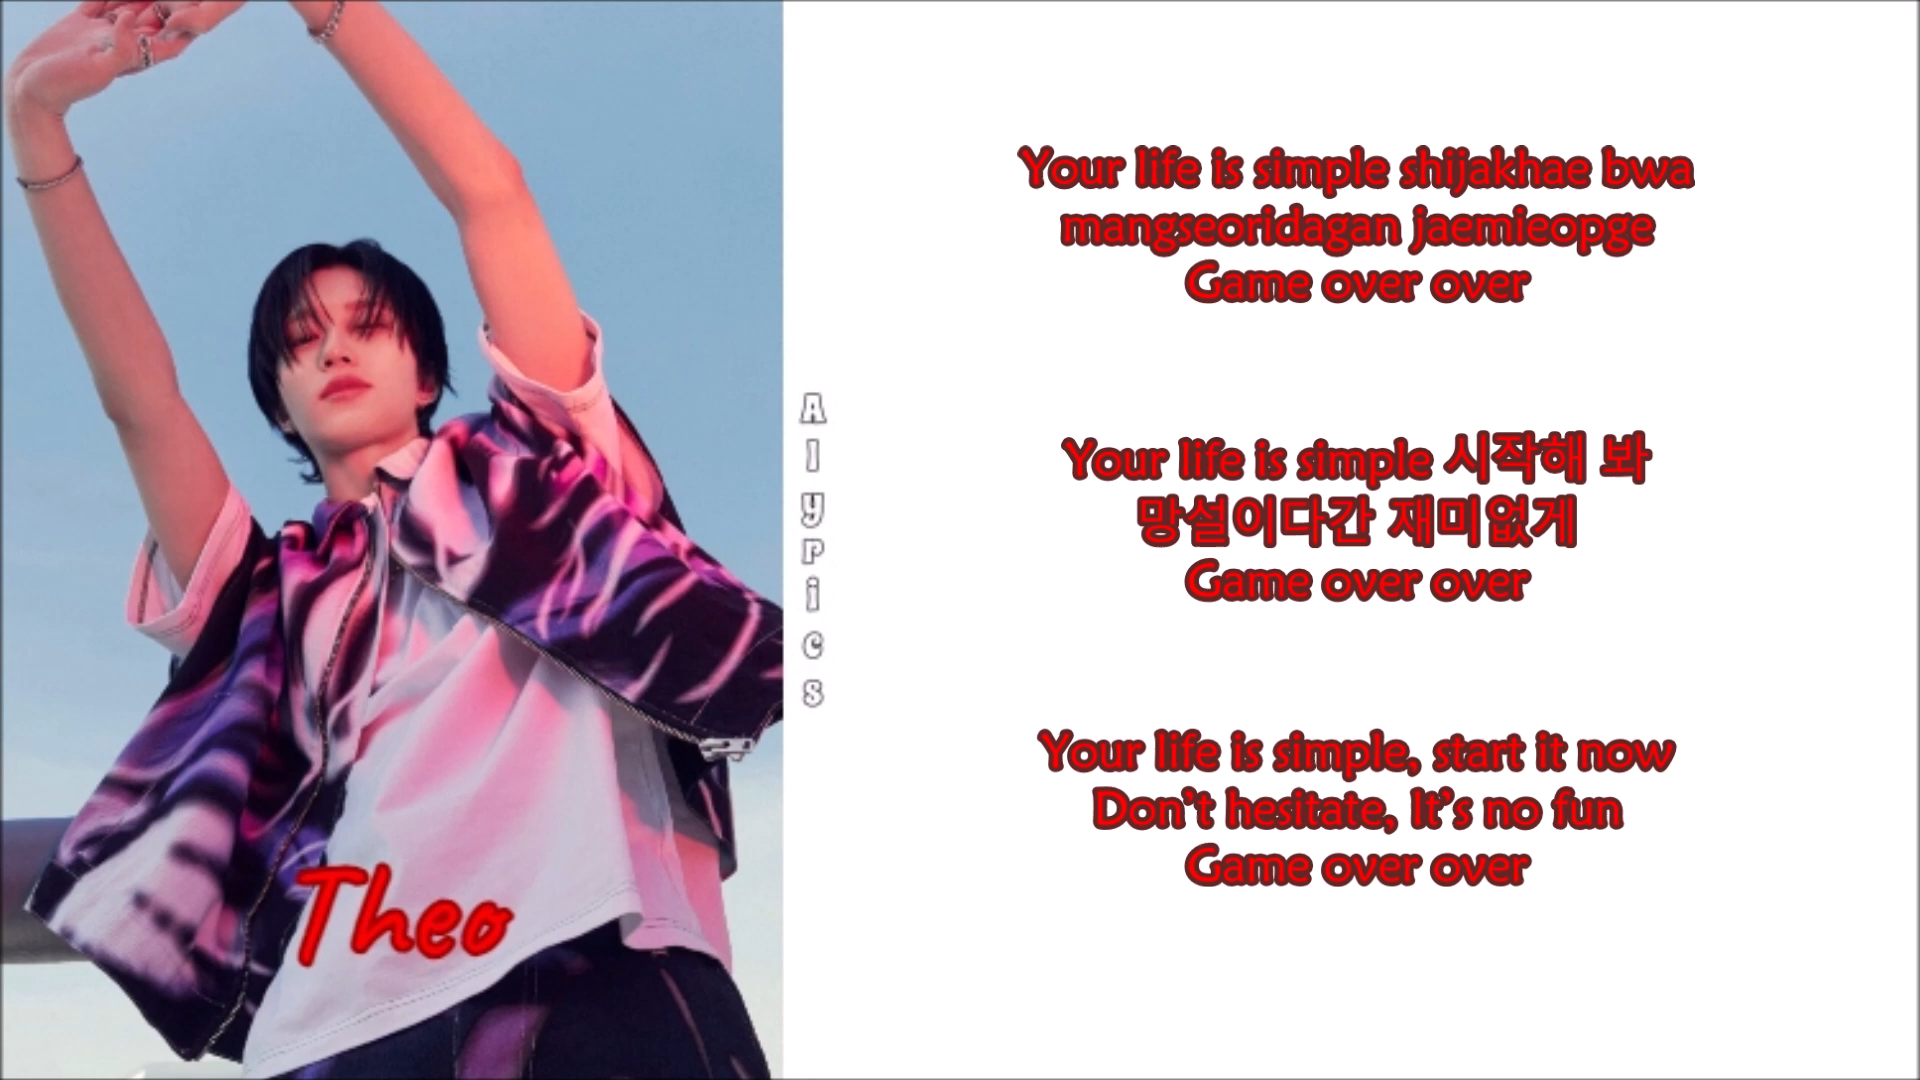 Your life is simple shijakhae bwa
mangseoridagan jaemieopge
Game over over
Your life is simple 시작해 봐
망설이다간 재미없게
Game over over
Your life is simple, start it now
Don't hesitate, It's no fun
Game over over
Theo
Alypics